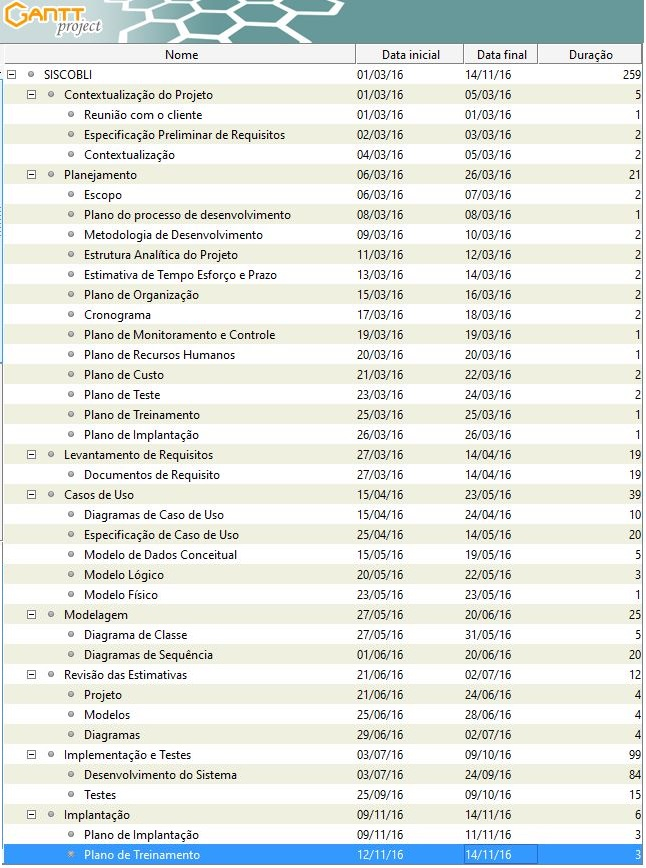 GANTT
project
Nome Data inicial Data final Duração
SISCOBLI 01/03/16 14/11/16 259
Contextualização do Projeto 01/03/16 05/03/16 5
Reunião com o cliente 01/03/16 01/03/16 1
Especificação Preliminar de Requisitos 02/03/16 03/03/16 2
Contextualização 04/03/16 05/03/16 2
Planejamento 06/03/16 26/03/16 21
Escopo 06/03/16 07/03/16 2
Plano do processo de desenvolvimento 08/03/16 08/03/16 1
Metodologia de Desenvolvimento 09/03/16 10/03/16 2
Estrutura Analítica do Projeto 11/03/16 12/03/16 2
Estimativa de Tempo Esforço e Prazo 13/03/16 14/03/16 2
Plano de Organização 15/03/16 16/03/16 2
Cronograma 17/03/16 18/03/16 2
Plano de Monitoramento e Controle 19/03/16 19/03/16 1
Plano de Recursos Humanos 20/03/16 20/03/16 1
Plano de Custo 21/03/16 22/03/16 2
Plano de Teste 23/03/16 24/03/16 2
Plano de Treinamento 25/03/16 25/03/16 1
Plano de Implantação 26/03/16 26/03/16 1
Levantamento de Requisitos 27/03/16 14/04/16 19
Documentos de Requisito 27/03/16 14/04/16 19
Casos de Uso 15/04/16 23/05/16 39
Diagramas de Caso de Uso 15/04/16 24/04/16 10
Especificação de Caso de Uso 25/04/16 14/05/16 20
Modelo de Dados Conceitual 15/05/16 19/05/16 5
Modelo Lógico 20/05/16 22/05/16 3
Modelo Físico 23/05/16 23/05/16 1
Modelagem 27/05/16 20/06/16 25
Diagrama de Classe 27/05/16 31/05/16 5
Diagramas de Sequência 01/06/16 20/06/16 20
Revisão das Estimativas 21/06/16 02/07/16 12
Projeto 21/06/16 24/06/16 4
Modelos 25/06/16 28/06/16 4
Diagramas 29/06/16 02/07/16 4
Implementação e Testes 03/07/16 09/10/16 99
Desenvolvimento do Sistema 03/07/16 24/09/16 84
Testes 25/09/16 09/10/16 15
Implantação 09/11/16 14/11/16 6
Plano de Implantação 09/11/16 11/11/16 3
Plano de Treinamento 12/11/16 14/11/16 3